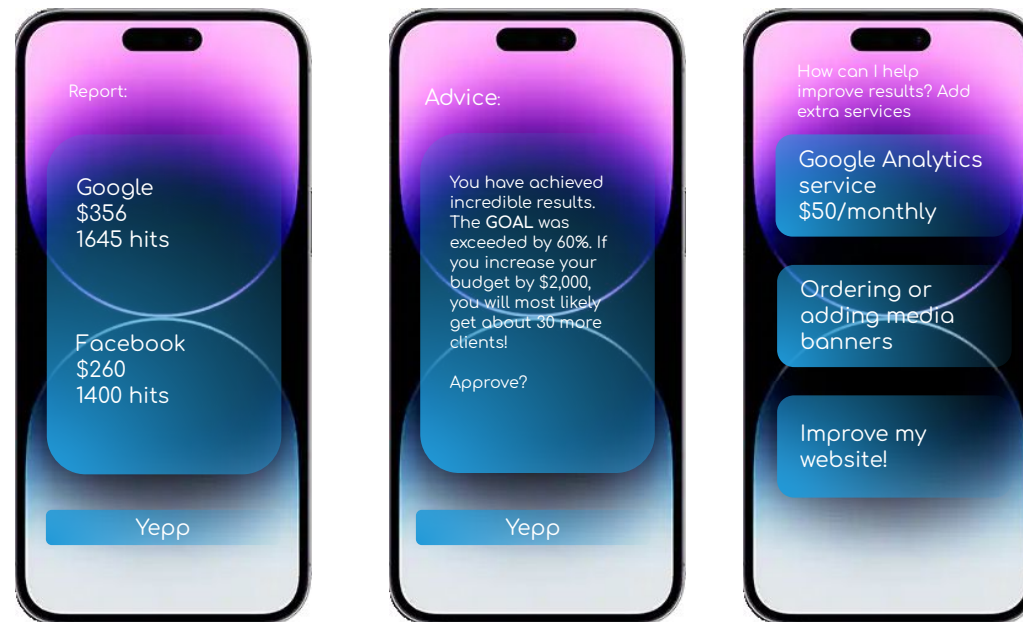 Report:
Google
$356
1645 hits
Facebook
$260
1400 hits
Yepp
Advice:
You have achieved
incredible results.
The GOAL was
exceeded by 60%. If
you increase your
budget by $2,000,
you will most likely
get about 30 more
clients!
Approve?
Yepp
How can I help
improve results? Add
extra services
Google Analytics
service
$50/monthly
Ordering or
adding media
banners
Improve my
website!